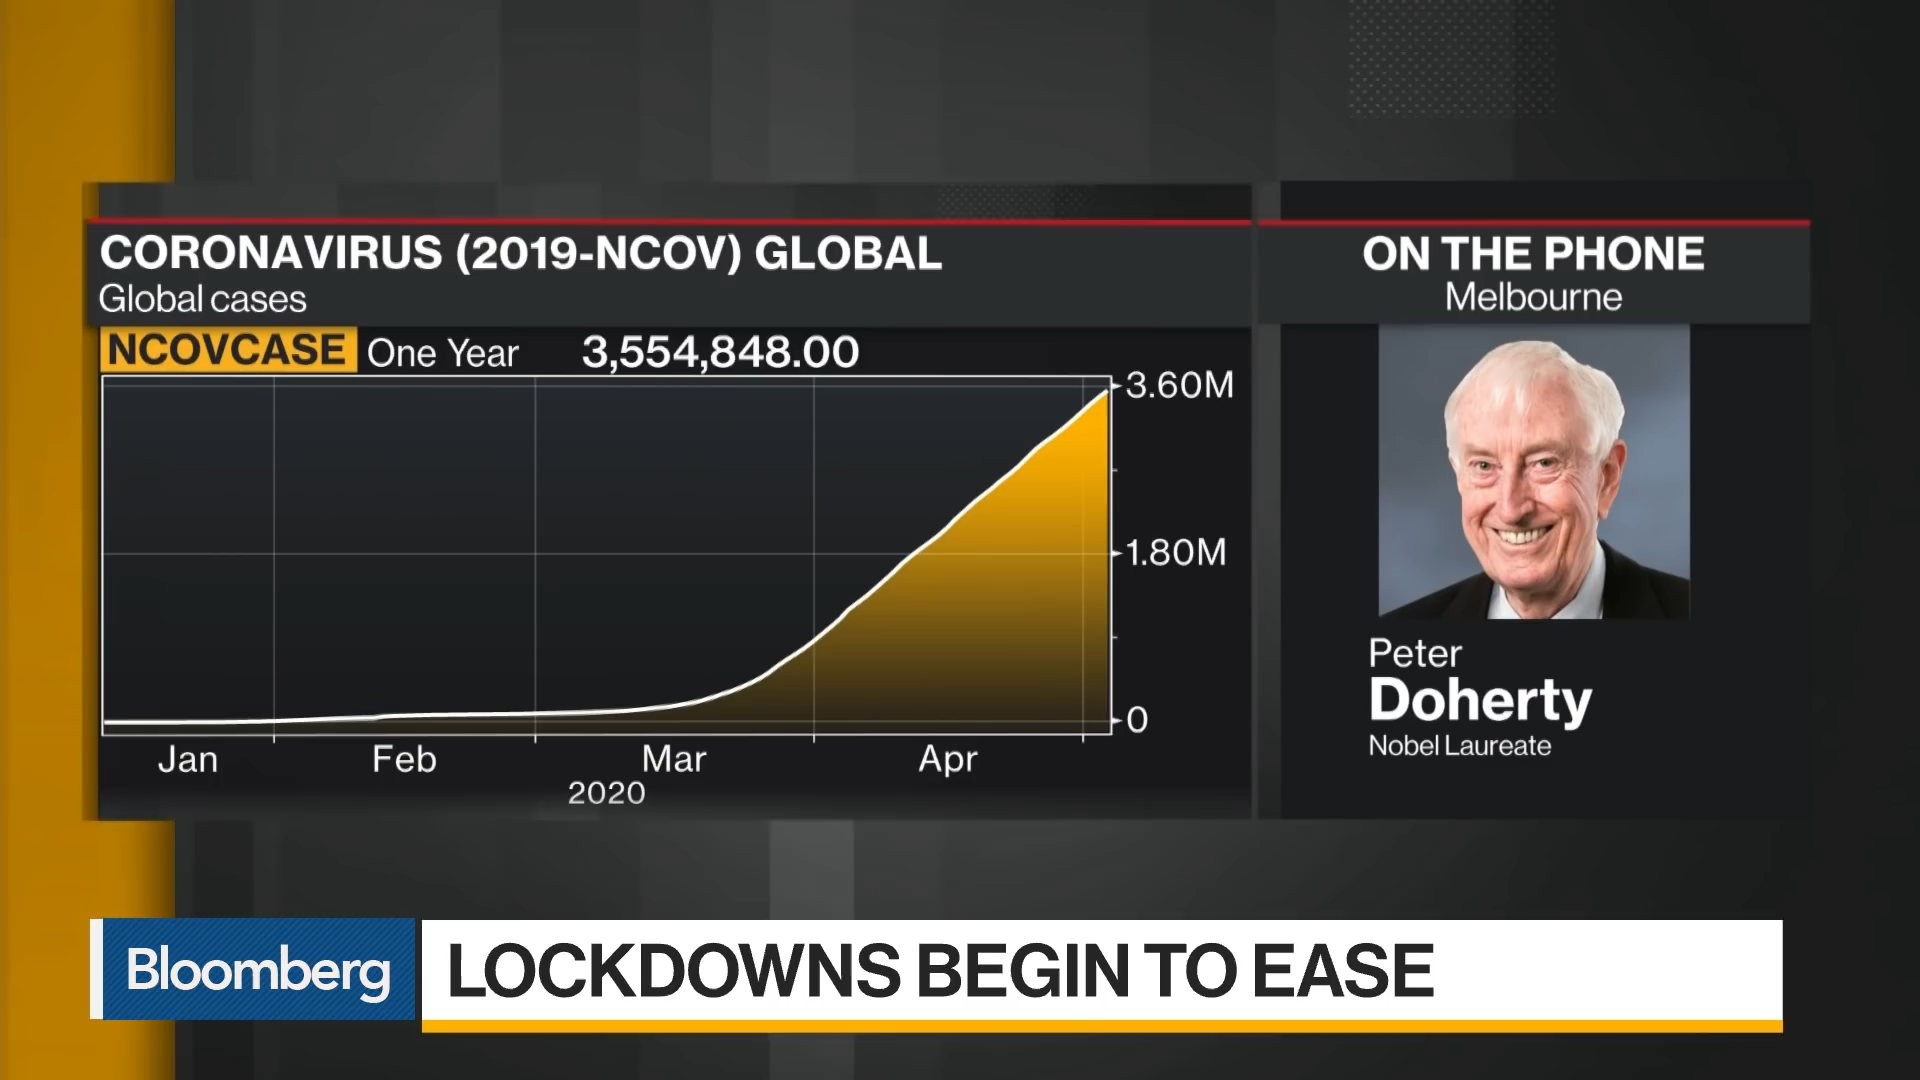 CORONAVIRUS (2019-NCOV) GLOBAL
Global cases
NCOVCASE One Year 3,554,848.00
3.60M
1.80M
0
Jan Feb Mar Apr
2020
ON THE PHONE
Melbourne
Peter
Doherty
Nobel Laureate
Bloomberg
LOCKDOWNS BEGIN TO EASE